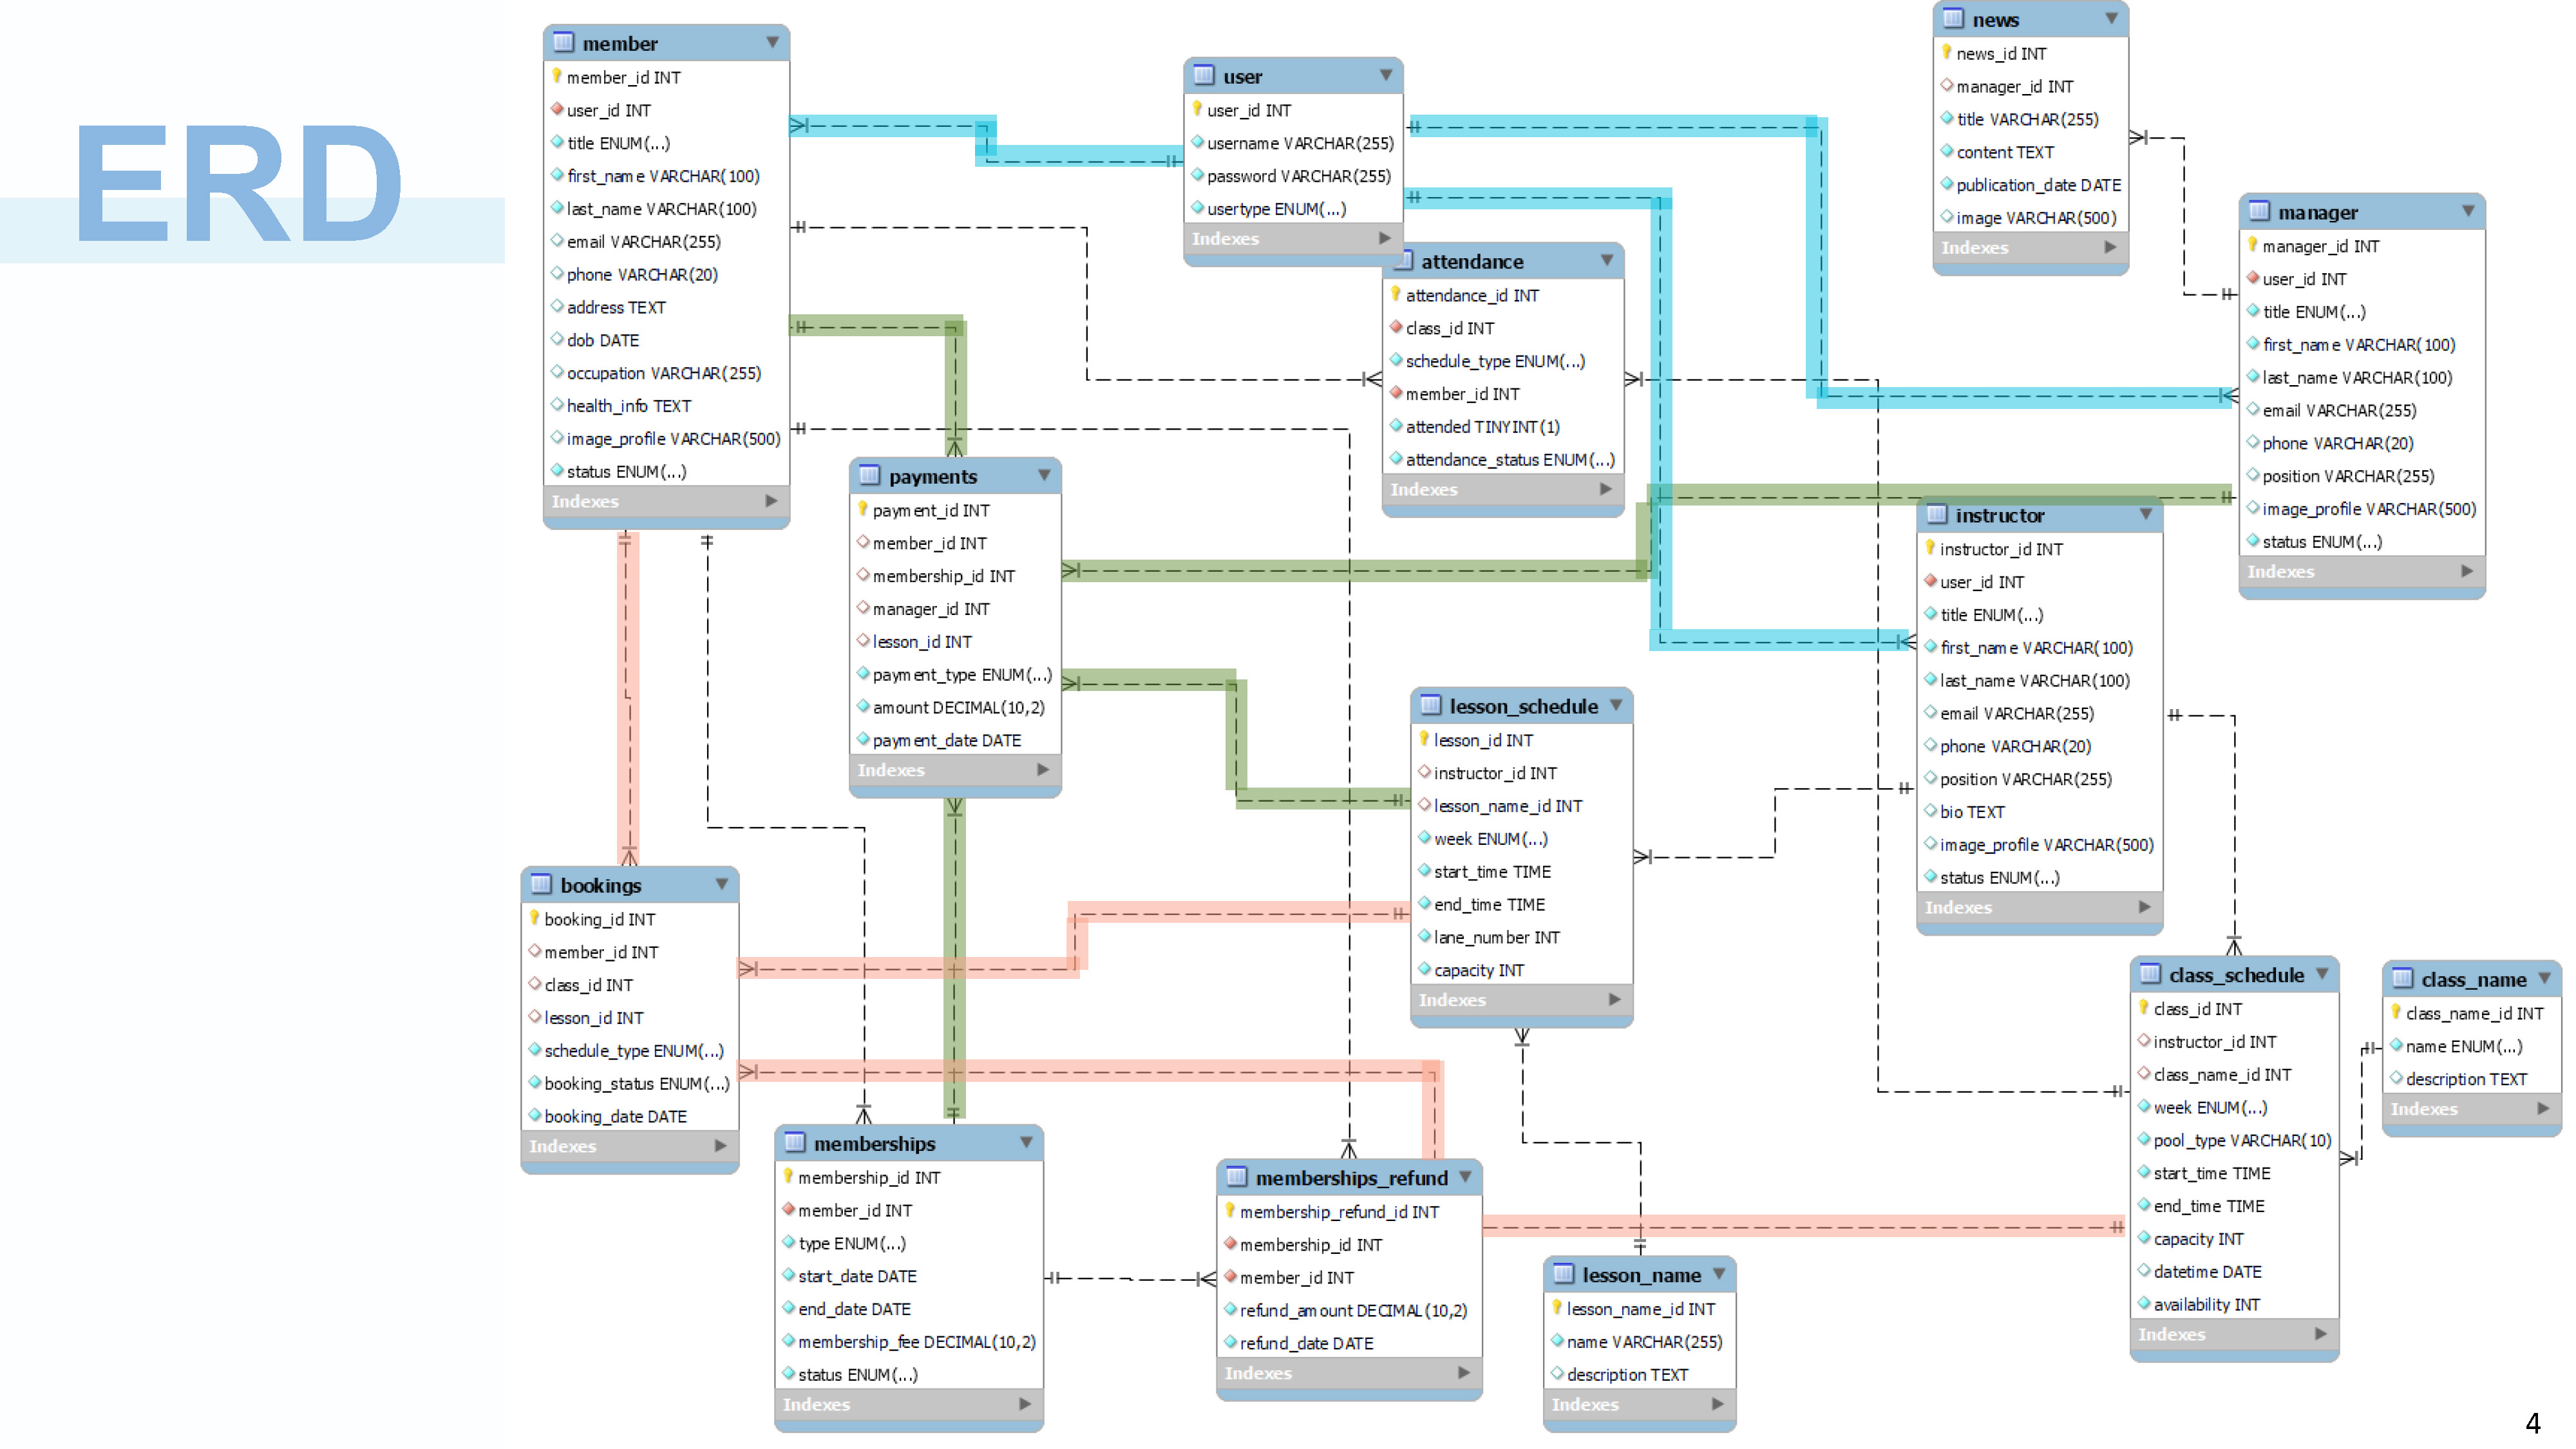 ERD
member
member_id INT
user_id INT
title ENUM(...)
first_name VARCHAR(100)
last_name VARCHAR(100)
email VARCHAR(255)
phone VARCHAR(20)
address TEXT
dob DATE
occupation VARCHAR(255)
health_info TEXT
image_profile VARCHAR(500)
status ENUM(...)
Indexes
user
user_id INT
username VARCHAR(255)
password VARCHAR(255)
usertype ENUM(...)
Indexes
attendance
attendance_id INT
class_id INT
schedule_type ENUM(...)
member_id INT
attended TINYINT(1)
attendance_status ENUM(...)
Indexes
news
news_id INT
manager_id INT
title VARCHAR(255)
content TEXT
publication_date DATE
image VARCHAR(500)
Indexes
manager
manager_id INT
user_id INT
title ENUM(...)
first_name VARCHAR(100)
last_name VARCHAR(100)
email VARCHAR(255)
phone VARCHAR(20)
position VARCHAR(255)
image_profile VARCHAR(500)
status ENUM(...)
Indexes
payments
payment_id INT
member_id INT
membership_id INT
manager_id INT
lesson_id INT
payment_type ENUM(...)
amount DECIMAL(10,2)
payment_date DATE
Indexes
instructor
instructor_id INT
user_id INT
title ENUM(...)
first_name VARCHAR(100)
last_name VARCHAR(100)
email VARCHAR(255)
phone VARCHAR(20)
position VARCHAR(255)
bio TEXT
image_profile VARCHAR(500)
status ENUM(...)
Indexes
lesson_schedule
lesson_id INT
instructor_id INT
lesson_name_id INT
week ENUM(...)
start_time TIME
end_time TIME
lane_number INT
capacity INT
Indexes
bookings
booking_id INT
member_id INT
class_id INT
lesson_id INT
schedule_type ENUM(...)
booking_status ENUM(...)
booking_date DATE
Indexes
memberships
membership_id INT
member_id INT
type ENUM(...)
start_date DATE
end_date DATE
membership_fee DECIMAL(10,2)
status ENUM(...)
Indexes
memberships_refund
membership_refund_id INT
membership_id INT
member_id INT
refund_amount DECIMAL(10,2)
refund_date DATE
Indexes
lesson_name
lesson_name_id INT
name VARCHAR(255)
description TEXT
Indexes
class_schedule
class_id INT
instructor_id INT
class_name_id INT
week ENUM(...)
pool_type VARCHAR(10)
start_time TIME
end_time TIME
capacity INT
datetime DATE
availability INT
Indexes
class_name
class_name_id INT
name ENUM(...)
description TEXT
Indexes
4